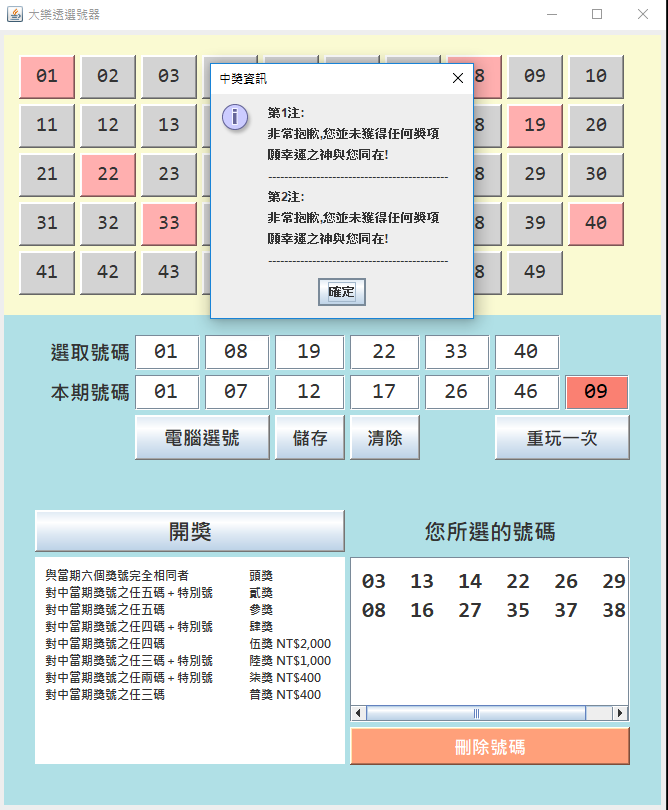 大樂透選號器
01 02 03 8 09 10
11 12 13 8 19 20
21 22 23 8 29 30
31 32 33 8 39 40
41 42 43 8 49
中獎資訊
第1注:
非常抱歉,您並未獲得任何獎項
願幸運之神與您同在!
------------------------------------------
第2注:
非常抱歉,您並未獲得任何獎項
願幸運之神與您同在!
------------------------------------------
確定
選取號碼 01 08 19 22 33 40
本期號碼 01 07 12 17 26 46 09
電腦選號 儲存 清除 重玩一次
開獎
與當期六個獎號完全相同者 頭獎
對中當期獎號之任五碼 + 特別號 貳獎
對中當期獎號之任五碼 參獎
對中當期獎號之任四碼 + 特別號 肆獎
對中當期獎號之任四碼 伍獎 NT$2,000
對中當期獎號之任三碼 + 特別號 陸獎 NT$1,000
對中當期獎號之任兩碼 + 特別號 柒獎 NT$400
對中當期獎號之任三碼 普獎 NT$400
您所選的號碼
03 13 14 22 26 29
08 16 27 35 37 38
刪除號碼